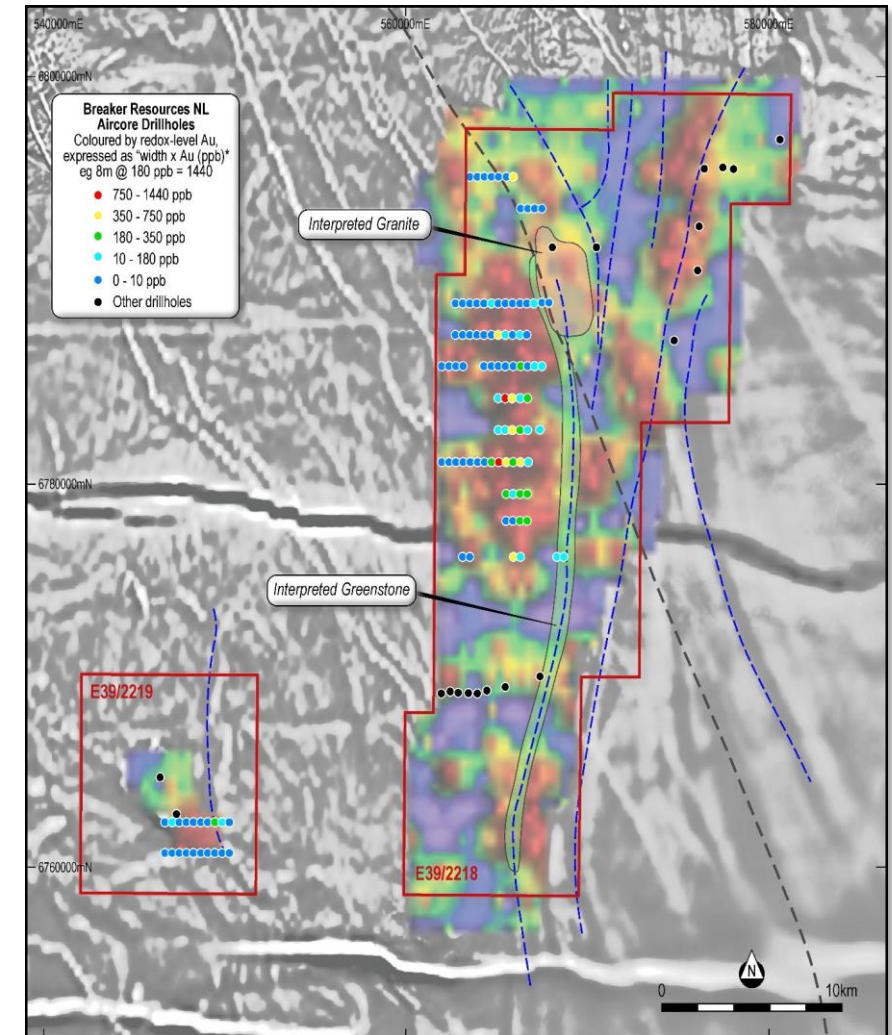 540000mE
560000mE
580000mE
6800000mN
Breaker Resources NL
Aircore Drillholes
Coloured by redox-level Au,
expressed as "width x Au (ppb)"
eg 8m @ 180 ppb = 1440
750 - 1440 ppb
350 - 750 ppb
180 - 350 ppb
10 - 180 ppb
0 - 10 ppb
Other drillholes
Interpreted Granite
6780000mN
Interpreted Greenstone
E39/2219
6760000mN
E39/2218
N
0
10km